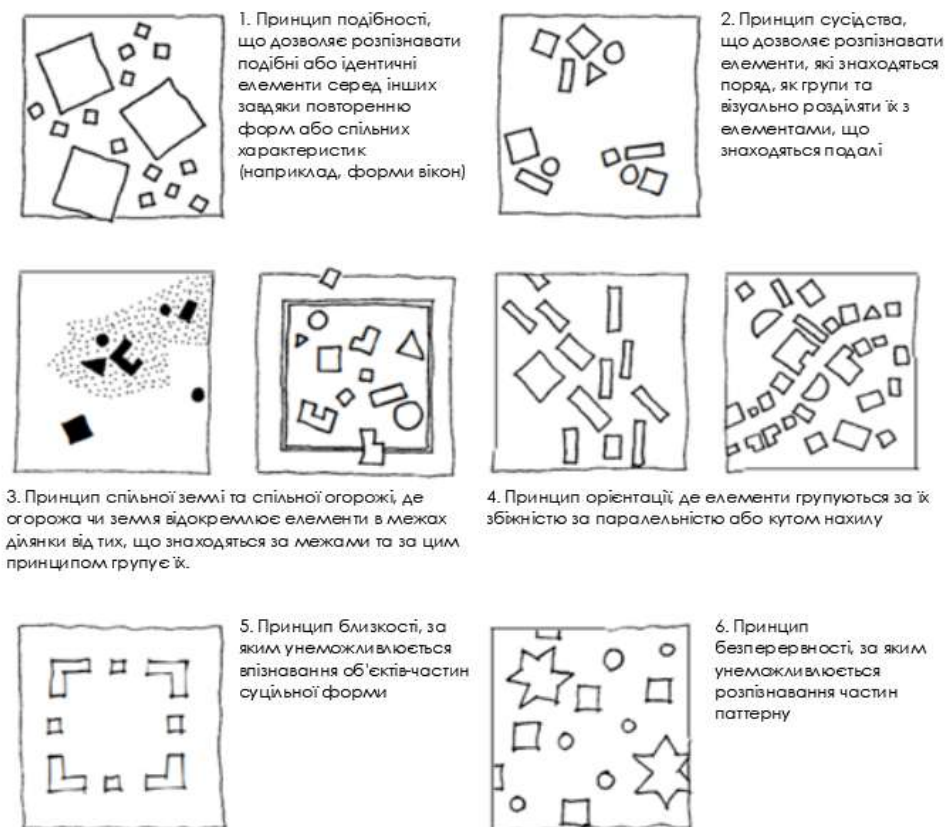 1. Принцип подібності,
що дозволяє розпізнавати
подібні або ідентичні
елементи серед інших
завдяки повторенню
форм або спільних
характеристик
(наприклад, форми вікон)
2. Принцип сусідства,
що дозволяє розпізнавати
елементи, які знаходяться
поряд, як групи та
візуально розділяти їх з
елементами, що
знаходяться подалі
3. Принцип спільної землі та спільної огорожі, де
огорожа чи земля відокремлює елементи в межах
ділянки від тих, що знаходяться за межами та за цим
принципом групує їх.
4. Принцип орієнтації, де елементи групуються за їх
збіжністю за паралельністю або кутом нахилу
5. Принцип близкості, за
яким унеможливлюється
впізнавання об'єктів-частин
суцільної форми
6. Принцип
безперервності, за яким
унеможливлюється
розпізнавання частин
паттерну